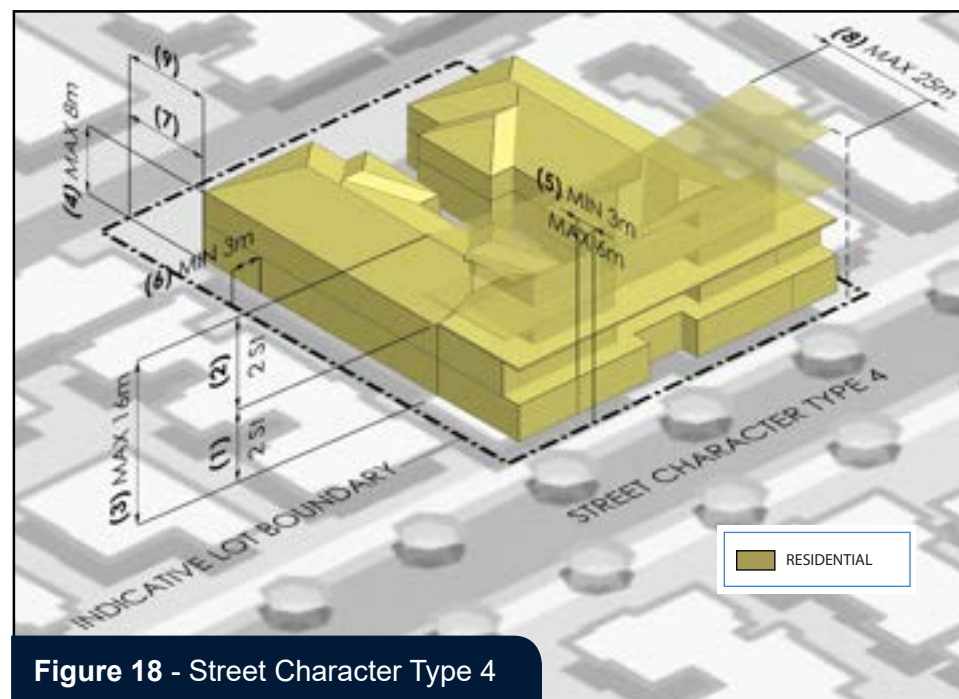 (9)
(8) MAX 25m
(7)
(4) MAX 8m
(5) MIN 3m
MAX 6m
(6) MIN 3m
(2)
2 ST
(1)
2 ST
(3) MAX 16m
STREET CHARACTER TYPE 4
INDICATIVE LOT BOUNDARY
RESIDENTIAL
Figure 18 - Street Character Type 4